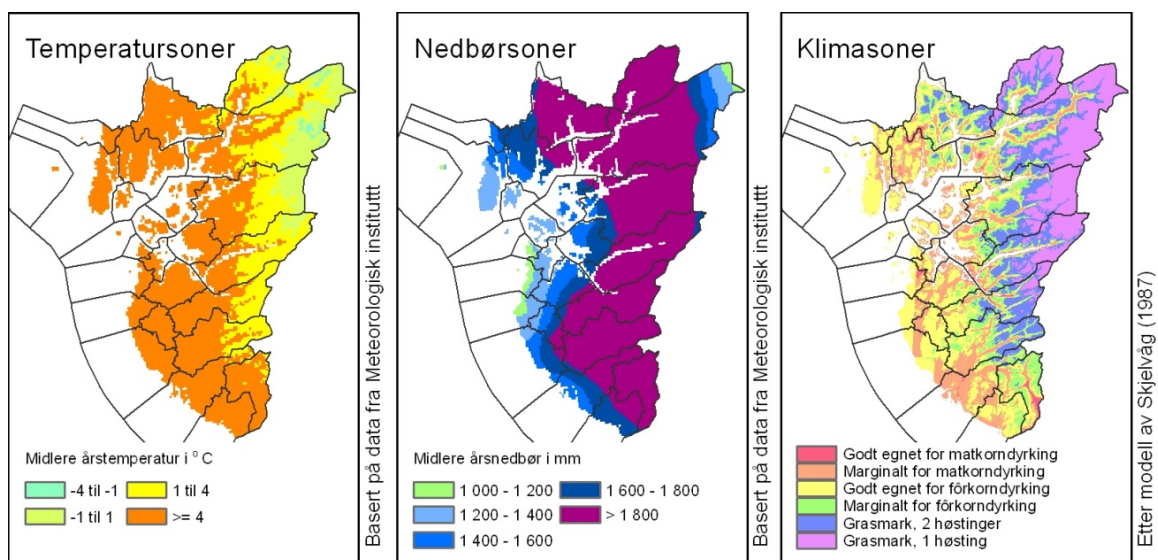 Temperatursoner
Midlere årstemperatur i ° C
-4 til -1
1 til 4
-1 til 1
>= 4
Basert på data fra Meteorologisk instituttt
Nedbørsoner
Midlere årsnedbør i mm
1 000 - 1 200
1 600 - 1 800
1 200 - 1 400
> 1 800
1 400 - 1 600
Basert på data fra Meteorologisk instituttt
Klimasoner
Godt egnet for matkorndyrking
Marginalt for matkorndyrking
Godt egnet for fôrkorndyrking
Marginalt for fôrkorndyrking
Grasmark, 2 høstinger
Grasmark, 1 høsting
Etter modell av Skjelvåg (1987)